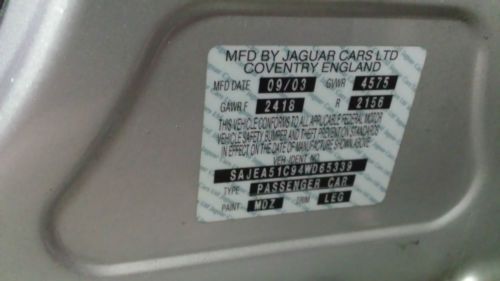 MFD BY JAGUAR CARS LTD
COVENTRY ENGLAND
MFD DATE 09/03 GVWR 4575
GAWR.F 2418 R 2156
THIS VEHICLE CONFORMS TO ALL APPLICABLE FEDERAL MOTOR
VEHICLE SAFETY, BUMPER AND THEFT PREVENTION STANDARDS
IN EFFECT ON THE DATE OF MANUFACTURE SHOWN ABOVE
VEH. IDENT. NO.
SAJEA51C94WD65339
TYPE PASSENGER CAR
PAINT MDZ TRIM LEG